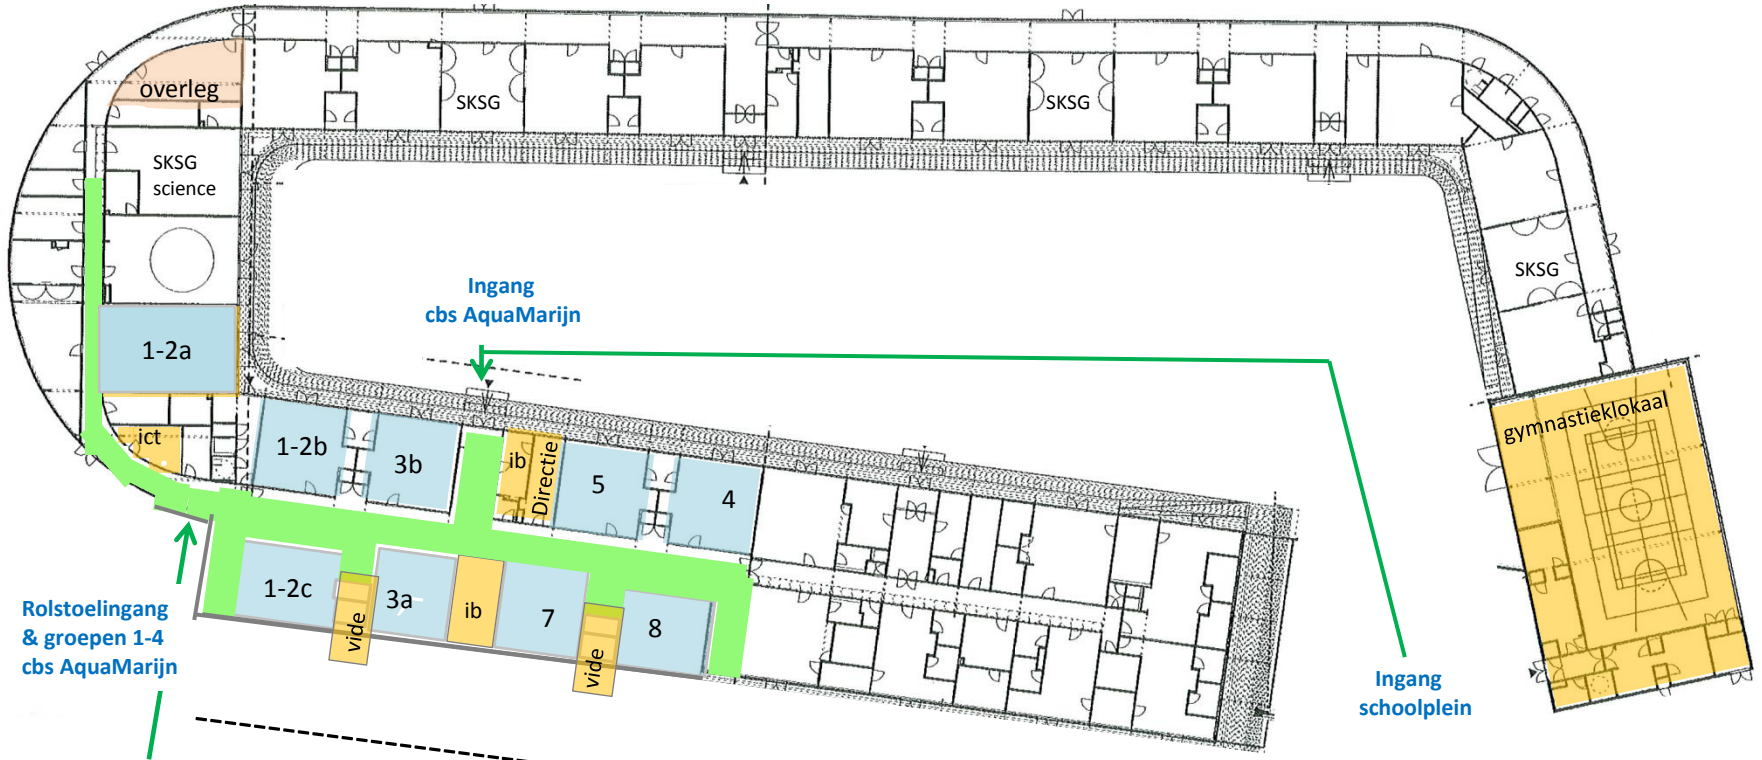 overleg
SKSG
SKSG
SKSG
science
SKSG
Ingang
cbs AquaMarijn
1-2a
gymnastieklokaal
ict
1-2b
3b
ib
Directie
5
4
1-2c
vide
3a
ib
7
vide
8
Rolstoelingang
& groepen 1-4
cbs AquaMarijn
Ingang
schoolplein